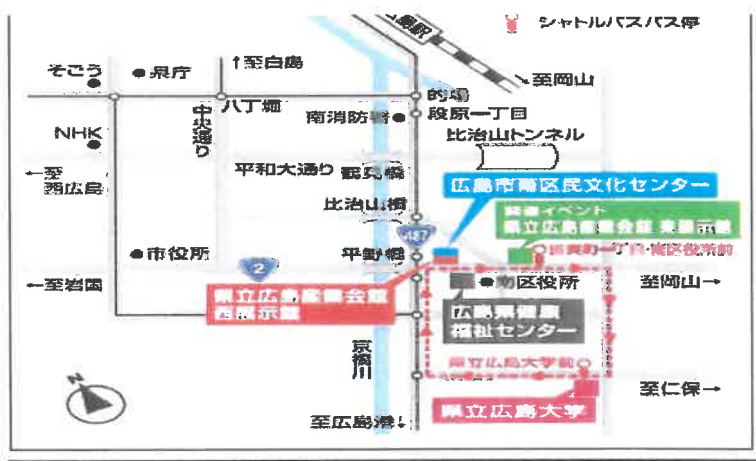 シャトルバスバス停
広島駅
そごう
県庁
↑至白島
→至岡山
八丁堀
的場
段原一丁目
南消防署
中央通り
NHK
比治山トンネル
平和大通り
鶴見橋
←至
西広島
広島市南区民文化センター
比治山橋
関連イベント
県立広島産業会館 東展示館
487
市役所
平野橋
2
←至岩国
県立広島産業会館
西展示館
南区役所
至岡山→
広島県健康
福祉センター
京橋川
県立広島大学前
N
県立広島大学
至仁保→
至広島港↓